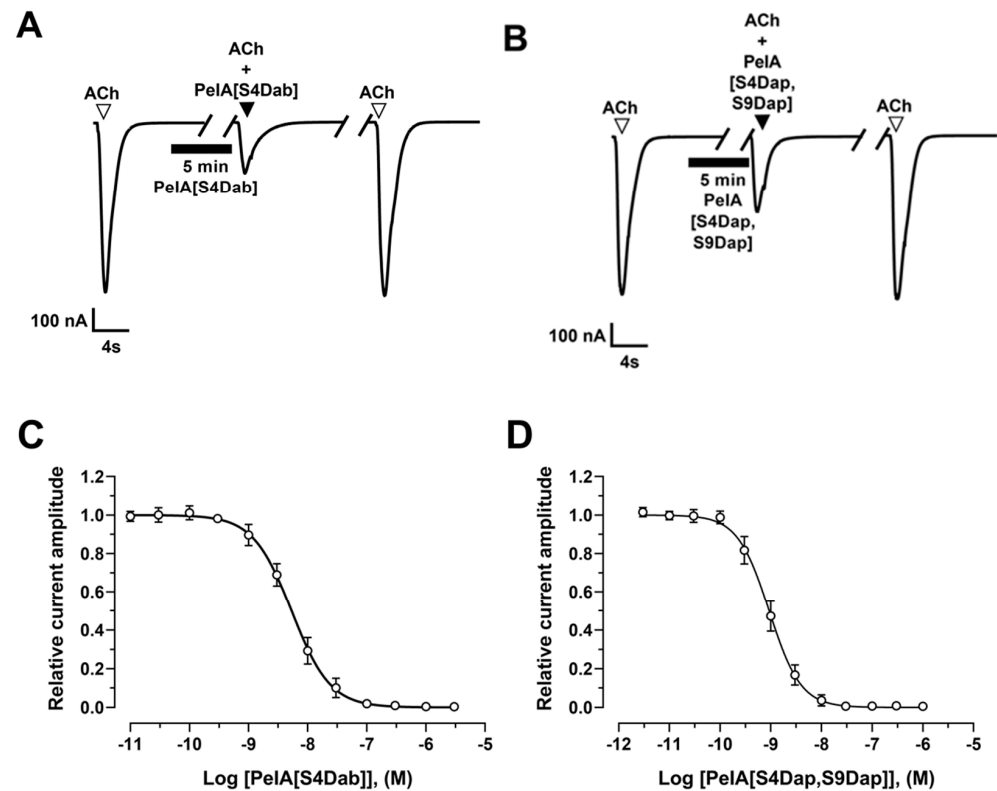 A
ACh
ACh
+
PelA[S4Dab]
ACh
5 min
PelA[S4Dab]
100 nA
4s
B
ACh
ACh
+
PelA
[S4Dap,
S9Dap]
ACh
5 min
PelA
[S4Dap,
S9Dap]
100 nA
4s
C
Relative current amplitude
1.2
1.0
0.8
0.6
0.4
0.2
0.0
-11 -10 -9 -8 -7 -6 -5
Log [PelA[S4Dab]], (M)
D
Relative current amplitude
1.2
1.0
0.8
0.6
0.4
0.2
0.0
-12 -11 -10 -9 -8 -7 -6 -5
Log [PelA[S4Dap,S9Dap]], (M)